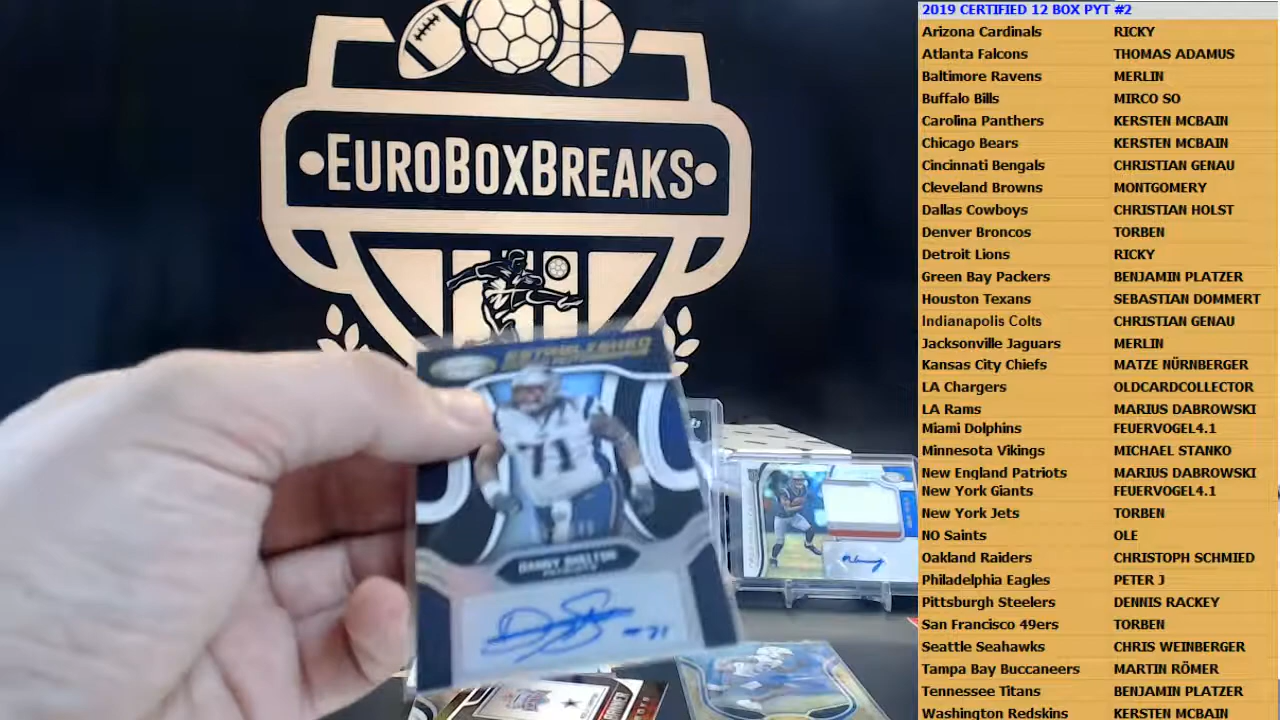 2019 CERTIFIED 12 BOX PYT #2
Arizona Cardinals RICKY
Atlanta Falcons THOMAS ADAMUS
Baltimore Ravens MERLIN
Buffalo Bills MIRCO SO
Carolina Panthers KERSTEN MCBAIN
Chicago Bears KERSTEN MCBAIN
Cincinnati Bengals CHRISTIAN GENAU
Cleveland Browns MONTGOMERY
Dallas Cowboys CHRISTIAN HOLST
Denver Broncos TORBEN
Detroit Lions RICKY
Green Bay Packers BENJAMIN PLATZER
Houston Texans SEBASTIAN DOMMERT
Indianapolis Colts CHRISTIAN GENAU
Jacksonville Jaguars MERLIN
Kansas City Chiefs MATZE NÜRNBERGER
LA Chargers OLDCARDCOLLECTOR
LA Rams MARIUS DABROWSKI
Miami Dolphins FEUERVOGEL4.1
Minnesota Vikings MICHAEL STANKO
New England Patriots MARIUS DABROWSKI
New York Giants FEUERVOGEL4.1
New York Jets TORBEN
NO Saints OLE
Oakland Raiders CHRISTOPH SCHMIED
Philadelphia Eagles PETER J
Pittsburgh Steelers DENNIS RACKEY
San Francisco 49ers TORBEN
Seattle Seahawks CHRIS WEINBERGER
Tampa Bay Buccaneers MARTIN RÖMER
Tennessee Titans BENJAMIN PLATZER
Washington Redskins KERSTEN MCBAIN
EUROBOXBREAKS
71
DANNY SHELTON
PATRIOTS
#71